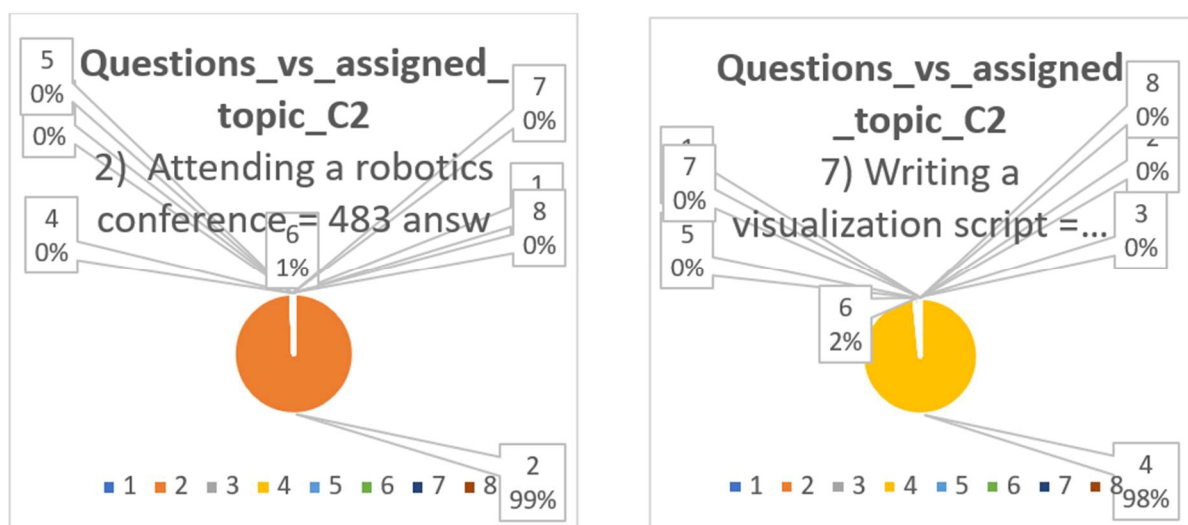 Questions_vs_assigned_
topic_C2
2) Attending a robotics
conference = 483 answ
5
0%
0%
4
0%
6
1%
7
0%
1
8
0%
2
99%
1 2 3 4 5 6 7 8
Questions_vs_assigned
_topic_C2
7) Writing a
visualization script =...
7
0%
5
0%
6
2%
8
0%
2
0%
3
0%
4
98%
1 2 3 4 5 6 7 8